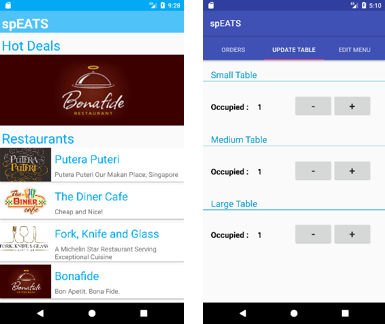 9:28
spEATS
Hot Deals
Bonafide
RESTAURANT
Restaurants
PUTERA
PUTERI
Putera Puteri
Putera Puteri Our Makan Place, Singapore
The
DINER
cafe
The Diner Cafe
Cheap and Nice!
FORK, KNIFE & GLASS
Fork, Knife and Glass
A Michelin Star Restaurant Serving
Exceptional Cuisine
Bonafide
Bonafide
Bon Apetit. Bona Fide.
5:10
spEATS
ORDERS
UPDATE TABLE
EDIT MENU
Small Table
Occupied : 1 - +
Medium Table
Occupied : 1 - +
Large Table
Occupied : 1 - +